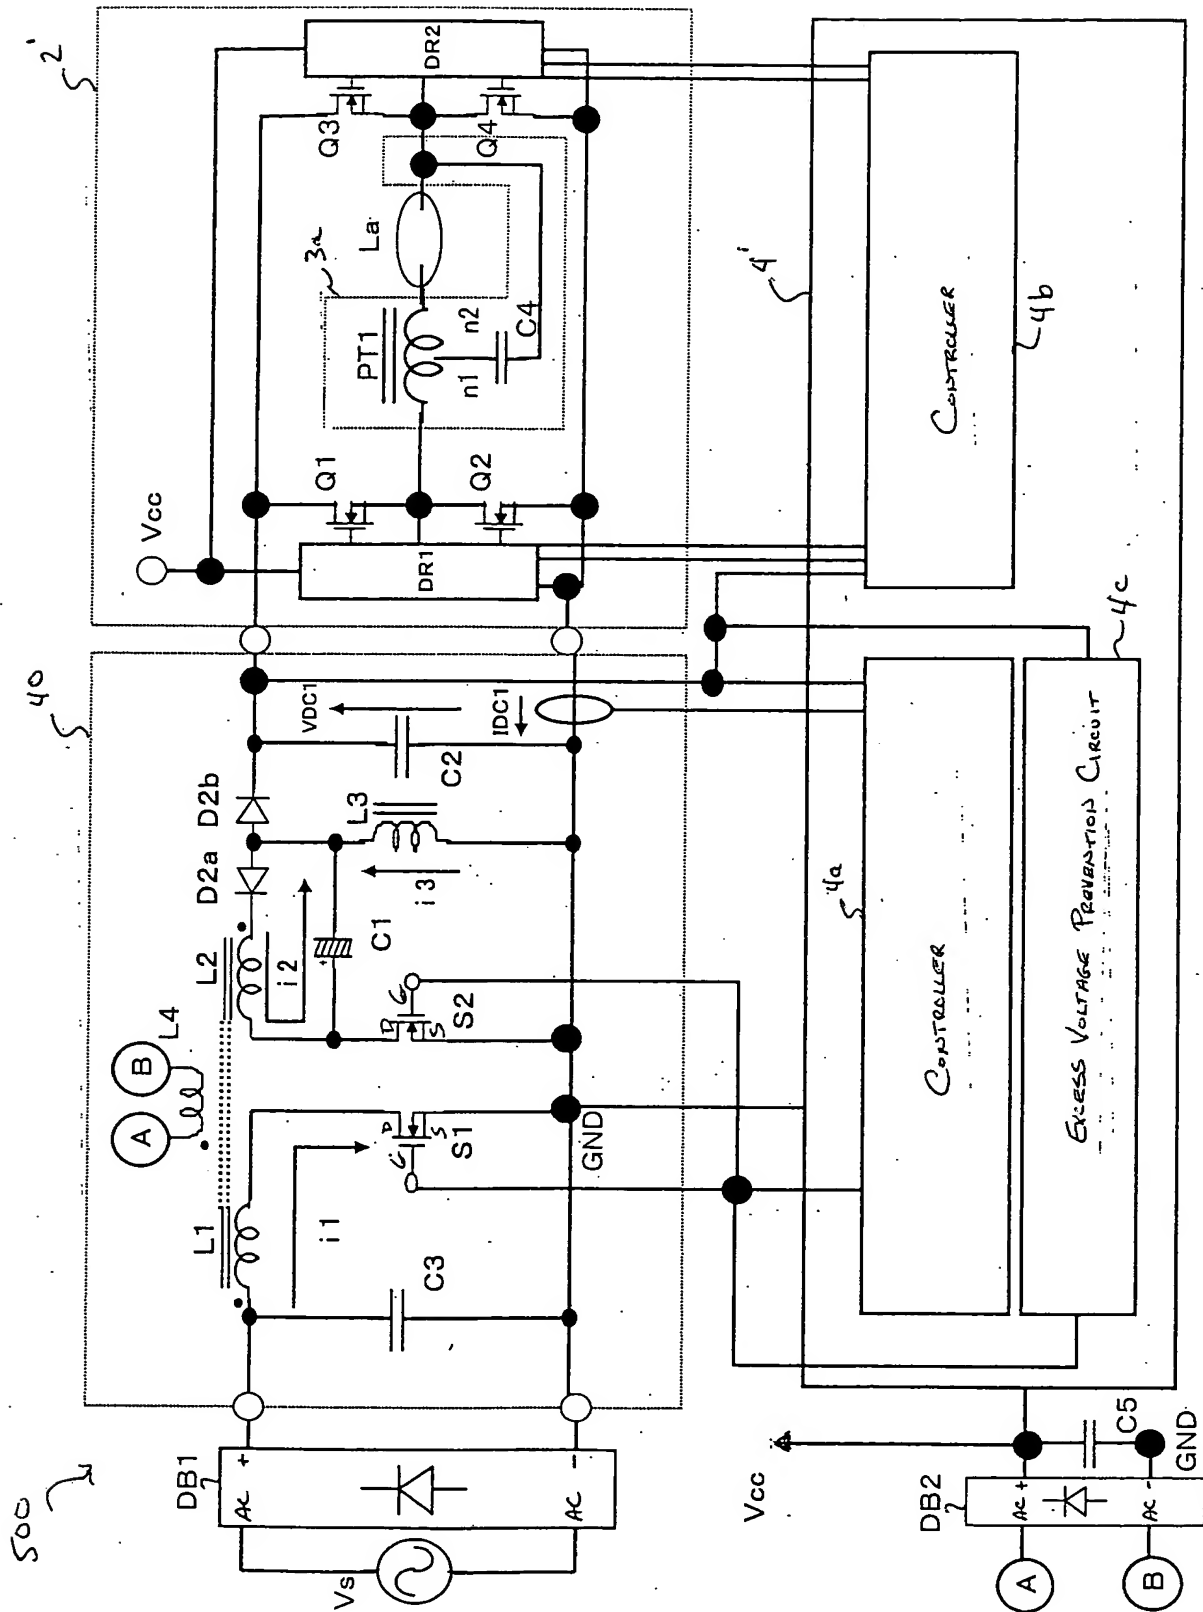 500
Vs
DB1
AC +
AC -
40
L1
i1
C3
A
B
L4
L2
i2
D2a
D2b
C1
L3
i3
VDC1
C2
IDC1
G
D
S
S1
G
D
S
S2
GND
2'
Vcc
DR1
Q1
Q2
3a
PT1
n1
n2
C4
La
Q3
Q4
DR2
4'
4a
CONTROLLER
EXCESS VOLTAGE PREVENTION CIRCUIT
4c
CONTROLLER
4b
Vcc
DB2
AC +
AC -
C5
GND
A
B